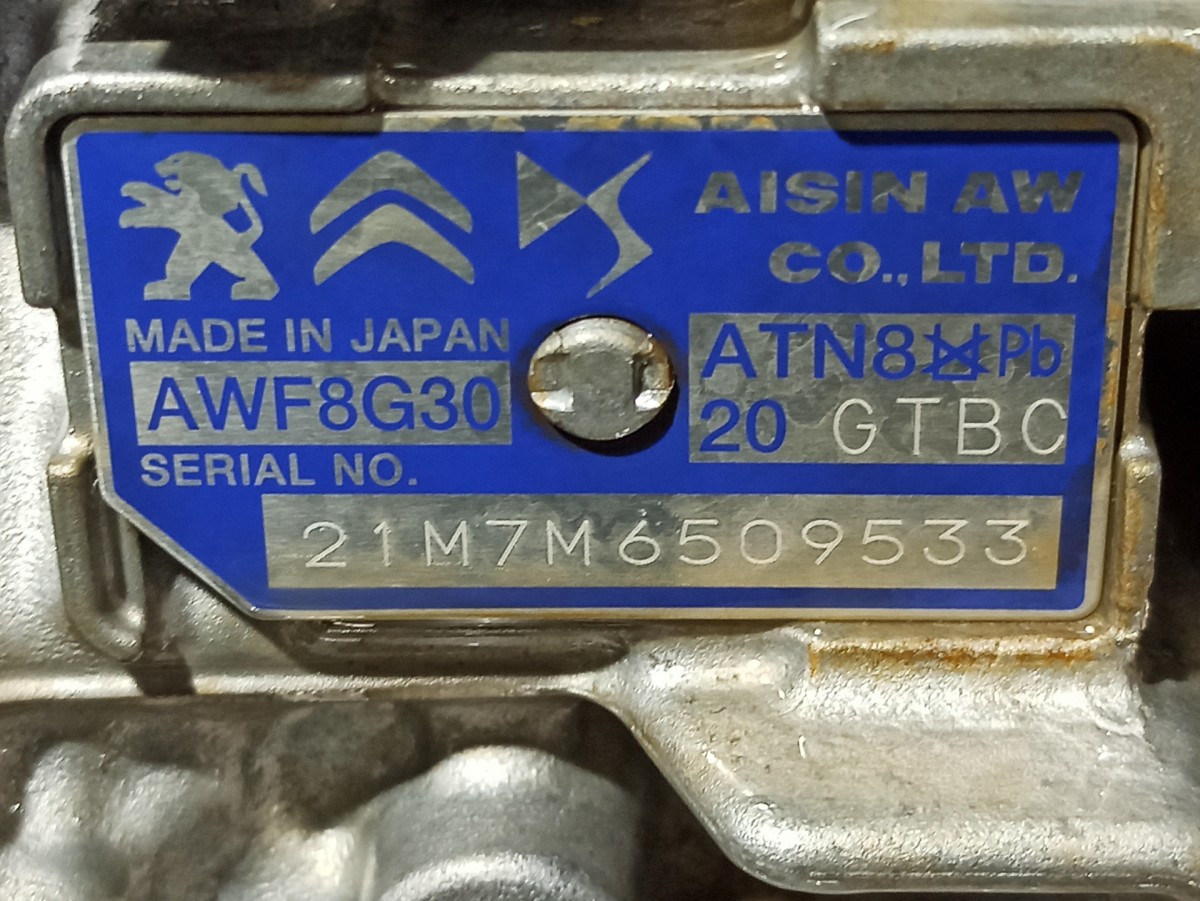 AISIN AW
CO., LTD.
MADE IN JAPAN
AWF8G30
ATN8 Pb
20 GTBC
SERIAL NO.
21M7M6509533